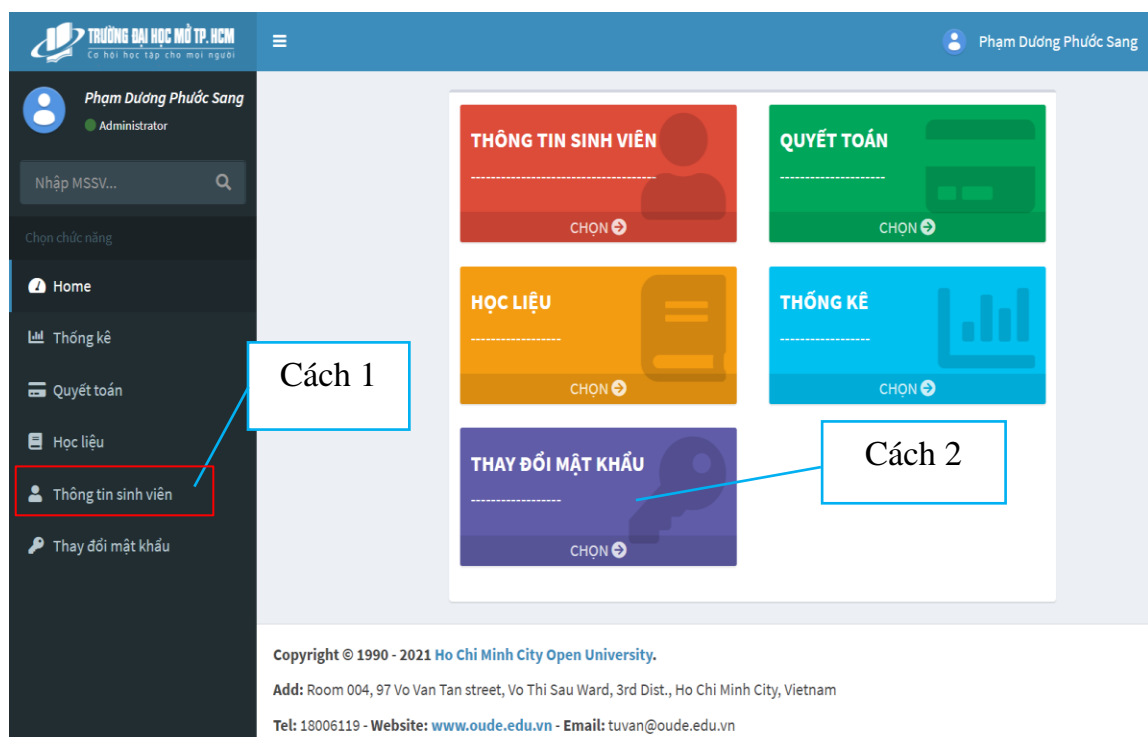 TRƯỜNG ĐẠI HỌC MỞ TP. HCM
Cơ hội học tập cho mọi người
Phạm Dương Phước Sang
Phạm Dương Phước Sang
Administrator
Nhập MSSV...
Chọn chức năng
Home
Thống kê
Quyết toán
Học liệu
Thông tin sinh viên
Thay đổi mật khẩu
Cách 1
THÔNG TIN SINH VIÊN
-------------------------------------
CHỌN
QUYẾT TOÁN
---------------------
CHỌN
HỌC LIỆU
------------------
CHỌN
THỐNG KÊ
------------------
CHỌN
THAY ĐỔI MẬT KHẨU
------------------
CHỌN
Cách 2
Copyright © 1990 - 2021 Ho Chi Minh City Open University.
Add: Room 004, 97 Vo Van Tan street, Vo Thi Sau Ward, 3rd Dist., Ho Chi Minh City, Vietnam
Tel: 18006119 - Website: www.oude.edu.vn - Email: tuvan@oude.edu.vn